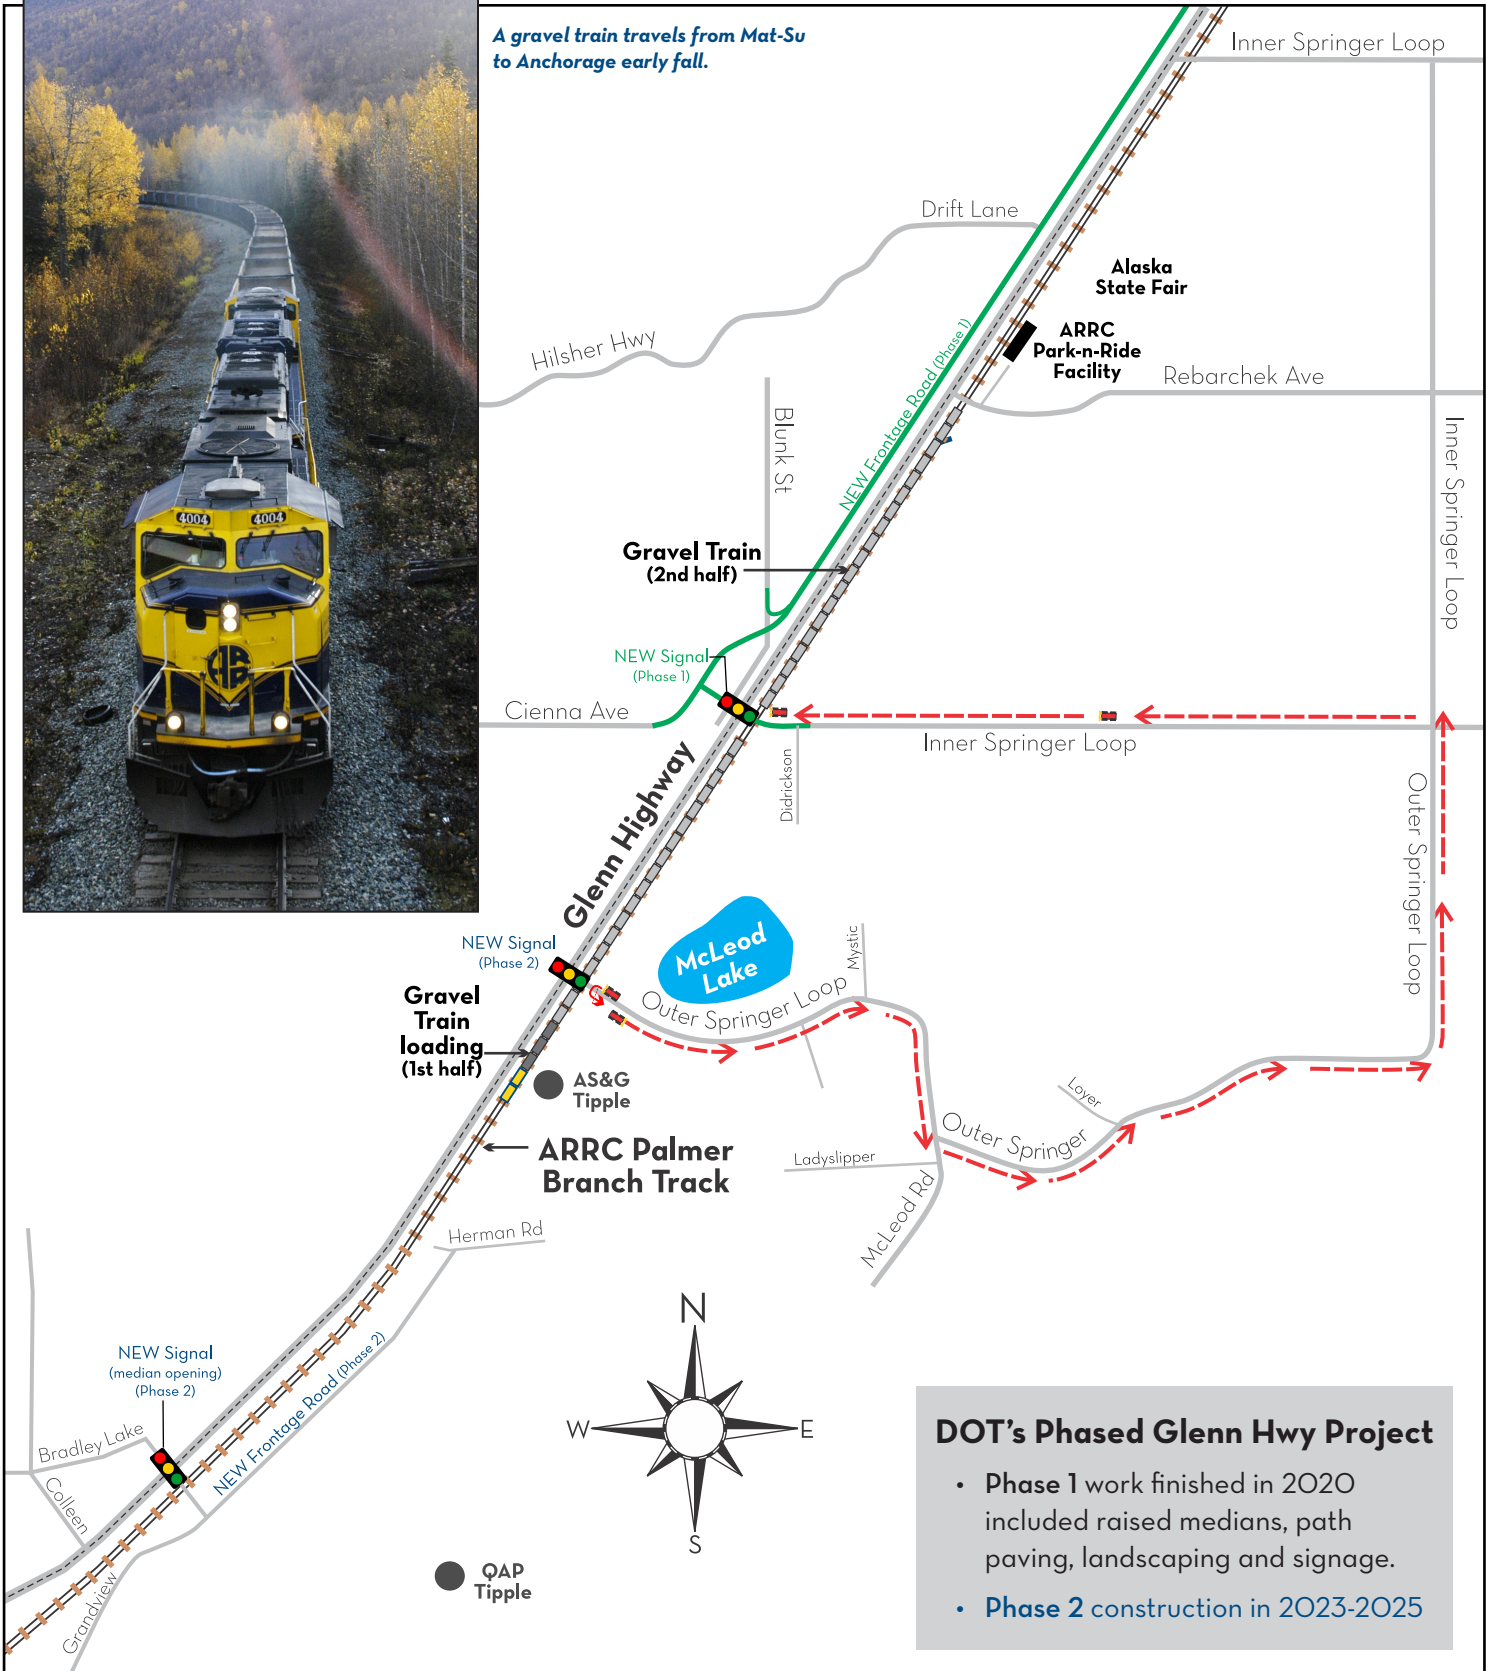 A gravel train travels from Mat-Su
to Anchorage early fall.
4004
4004
Inner Springer Loop
Drift Lane
Alaska
State Fair
ARRC
Park-n-Ride
Facility
Hilsher Hwy
Rebarchek Ave
NEW Frontage Road (Phase 1)
Blunk St
Inner Springer Loop
Gravel Train
(2nd half)
NEW Signal
(Phase 1)
Cienna Ave
Inner Springer Loop
Didrickson
Glenn Highway
Outer Springer Loop
NEW Signal
(Phase 2)
McLeod
Lake
Mystic
Outer Springer Loop
Gravel
Train
loading
(1st half)
AS&G
Tipple
Loyer
Outer Springer
ARRC Palmer
Branch Track
Ladyslipper
McLeod Rd
Herman Rd
N
W
E
S
NEW Signal
(median opening)
(Phase 2)
NEW Frontage Road (Phase 2)
Bradley Lake
Colleen
Grandview
QAP
Tipple
DOT's Phased Glenn Hwy Project
• Phase 1 work finished in 2020
included raised medians, path
paving, landscaping and signage.
• Phase 2 construction in 2023-2025